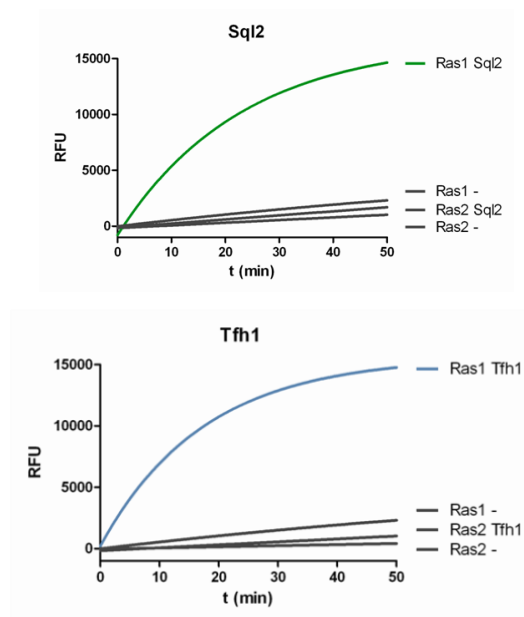 Sql2
15000
10000
5000
0
RFU
0 10 20 30 40 50
t (min)
Ras1 Sql2
Ras1 -
Ras2 Sql2
Ras2 -
Tfh1
15000
10000
5000
0
RFU
0 10 20 30 40 50
t (min)
Ras1 Tfh1
Ras1 -
Ras2 Tfh1
Ras2 -